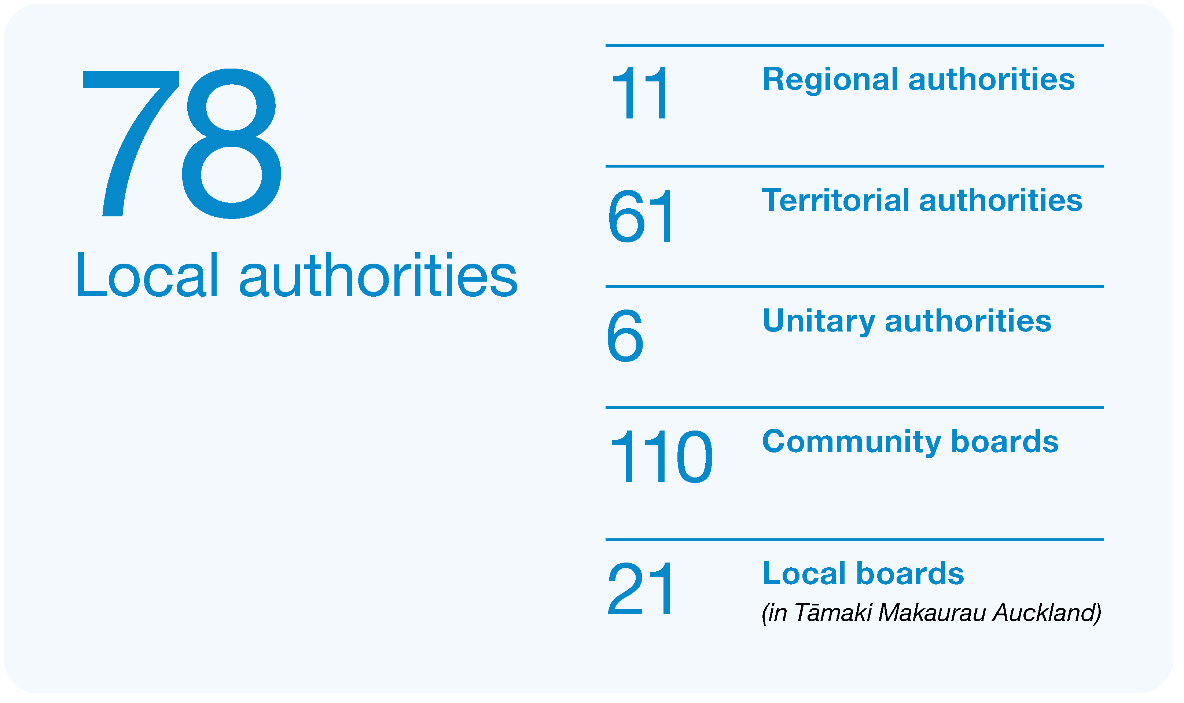 78
Local authorities
11 Regional authorities
61 Territorial authorities
6 Unitary authorities
110 Community boards
21 Local boards
(in Tāmaki Makaurau Auckland)